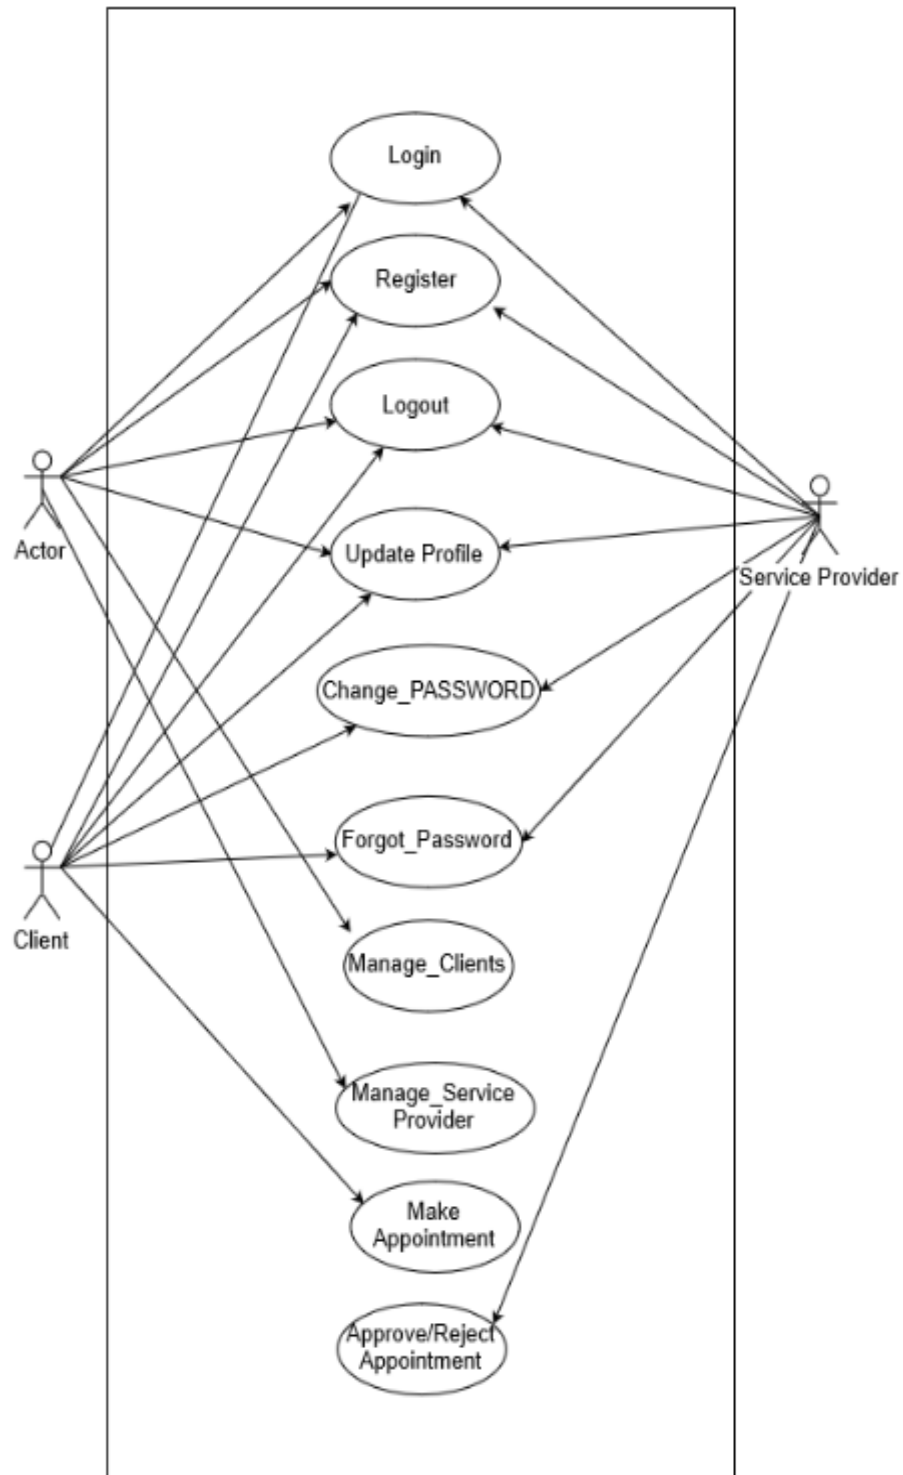 Login
Register
Logout
Actor
Update Profile
Service Provider
Change_PASSWORD
Forgot_Password
Client
Manage_Clients
Manage_Service
Provider
Make
Appointment
Approve/Reject
Appointment